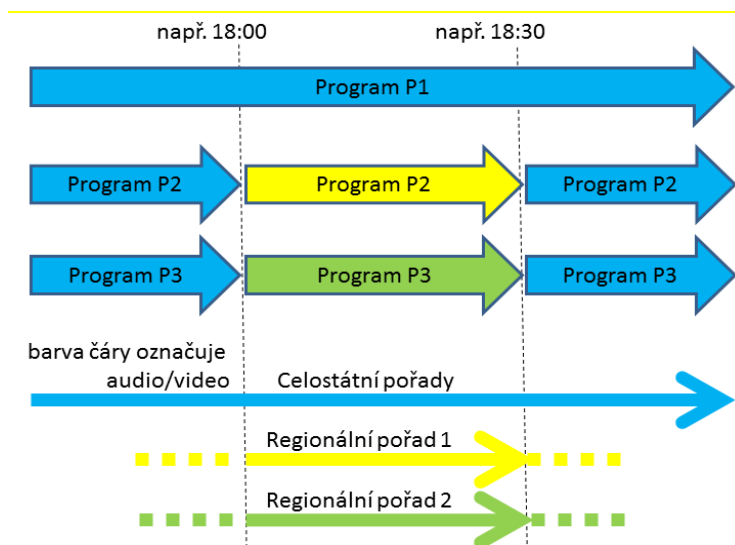 např. 18:00 např. 18:30
Program P1
Program P2 Program P2 Program P2
Program P3 Program P3 Program P3
barva čáry označuje
audio/video Celostátní pořady
Regionální pořad 1
Regionální pořad 2